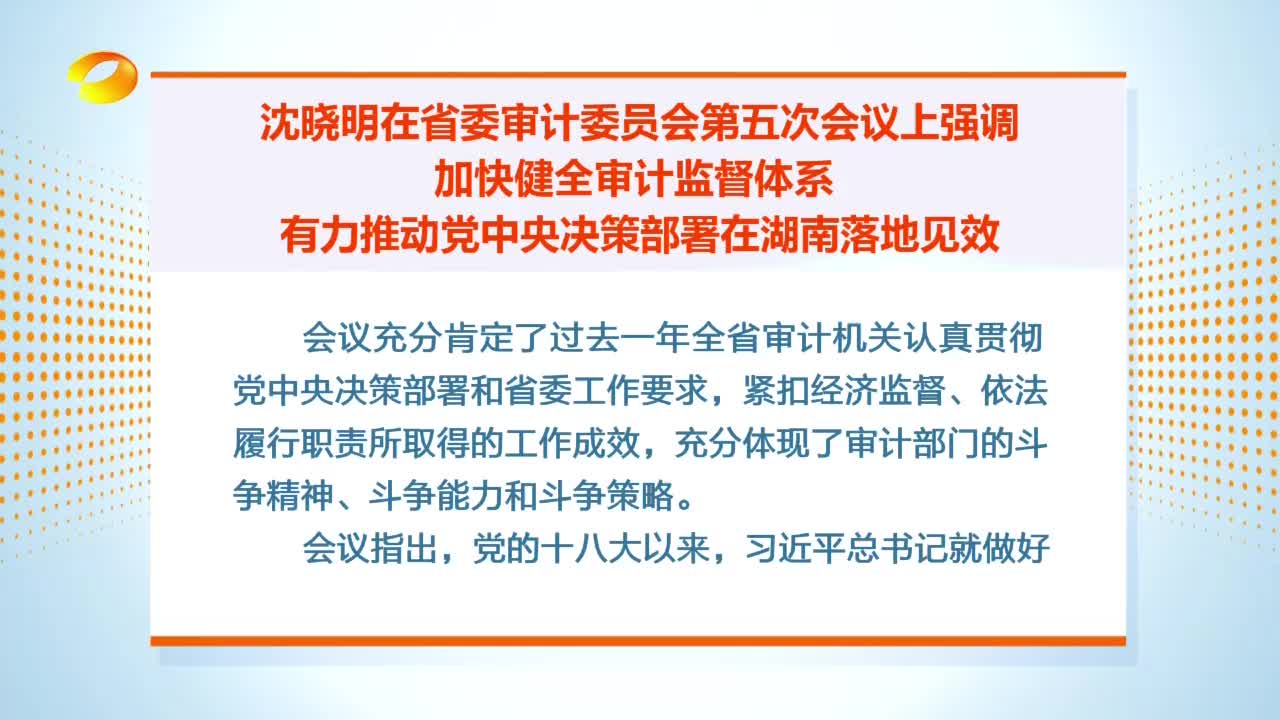 沈晓明在省委审计委员会第五次会议上强调
加快健全审计监督体系
有力推动党中央决策部署在湖南落地见效
会议充分肯定了过去一年全省审计机关认真贯彻
党中央决策部署和省委工作要求，紧扣经济监督、依法
履行职责所取得的工作成效，充分体现了审计部门的斗
争精神、斗争能力和斗争策略。
会议指出，党的十八大以来，习近平总书记就做好